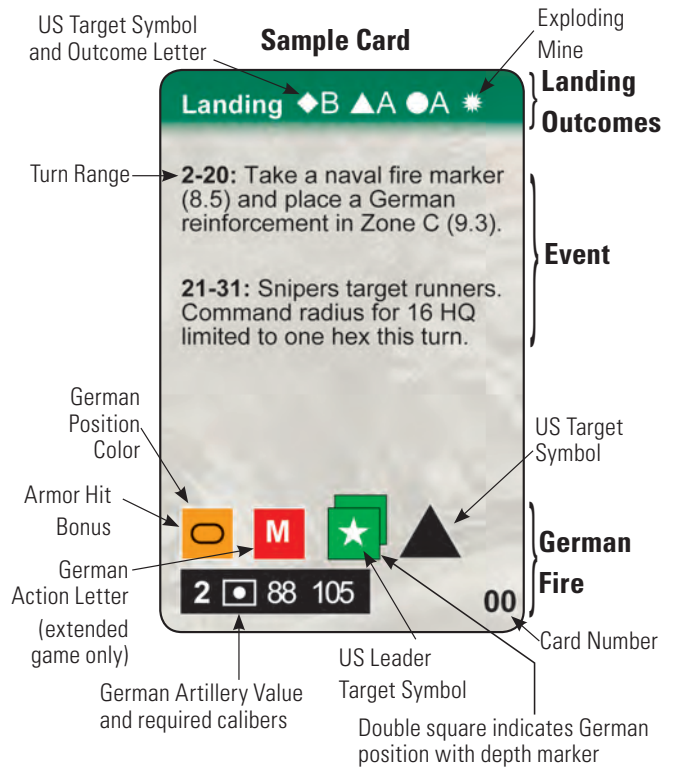 US Target Symbol
and Outcome Letter
Sample Card
Exploding
Mine
Landing ◆B ▲A ●A
Landing
Outcomes
Turn Range
2-20: Take a naval fire marker
(8.5) and place a German
reinforcement in Zone C (9.3).
21-31: Snipers target runners.
Command radius for 16 HQ
limited to one hex this turn.
Event
German
Position
Color
US Target
Symbol
Armor Hit
Bonus
M
German
Action Letter
(extended
game only)
German
Fire
2 88 105
00
Card Number
US Leader
Target Symbol
German Artillery Value
and required calibers
Double square indicates German
position with depth marker